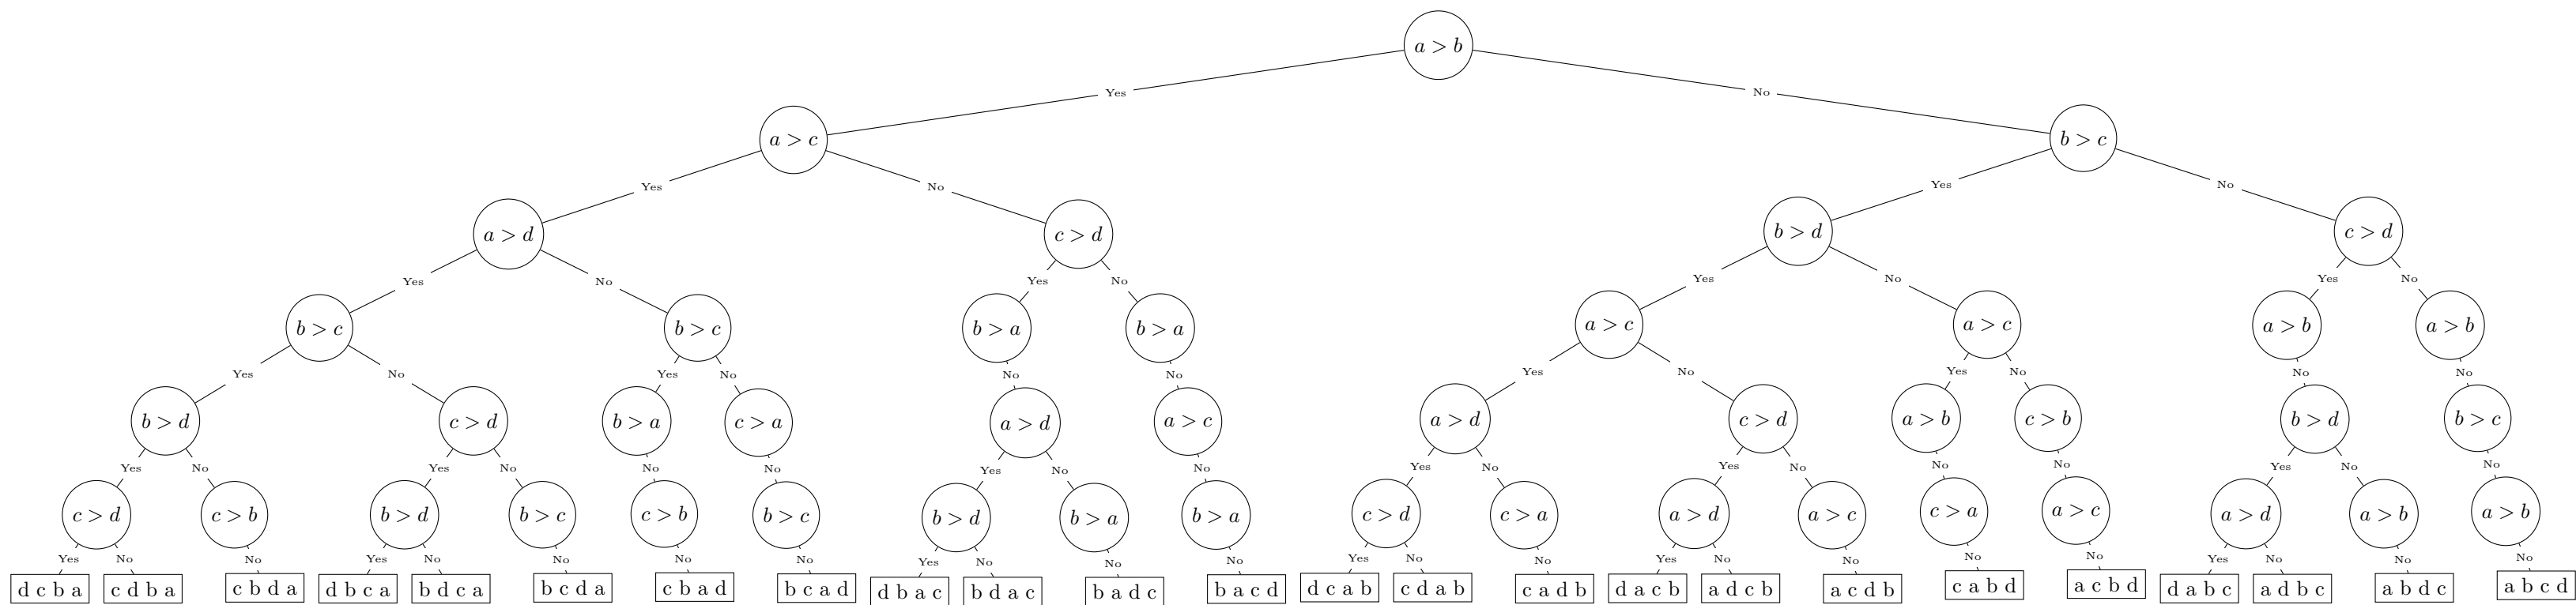 a > b
Yes No
a > c b > c
Yes No Yes No
a > d c > d b > d c > d
Yes No Yes No Yes No Yes No
b > c b > c b > a b > a a > c a > c a > b a > b
Yes No Yes No No No Yes No Yes No No No
b > d c > d b > a c > a a > d a > c a > d c > d a > b c > b b > d b > c
Yes No Yes No No No Yes No No Yes No Yes No No No Yes No No
c > d c > b b > d b > c c > b b > c b > d b > a b > a c > d c > a a > d a > c c > a a > c a > d a > b a > b
Yes No No Yes No No No No Yes No No No Yes No No Yes No No No No Yes No No No
d c b a c d b a c b d a d b c a b d c a b c d a c b a d b c a d d b a c b d a c b a d c b a c d d c a b c d a b c a d b d a c b a d c b a c d b c a b d a c b d d a b c a d b c a b d c a b c d